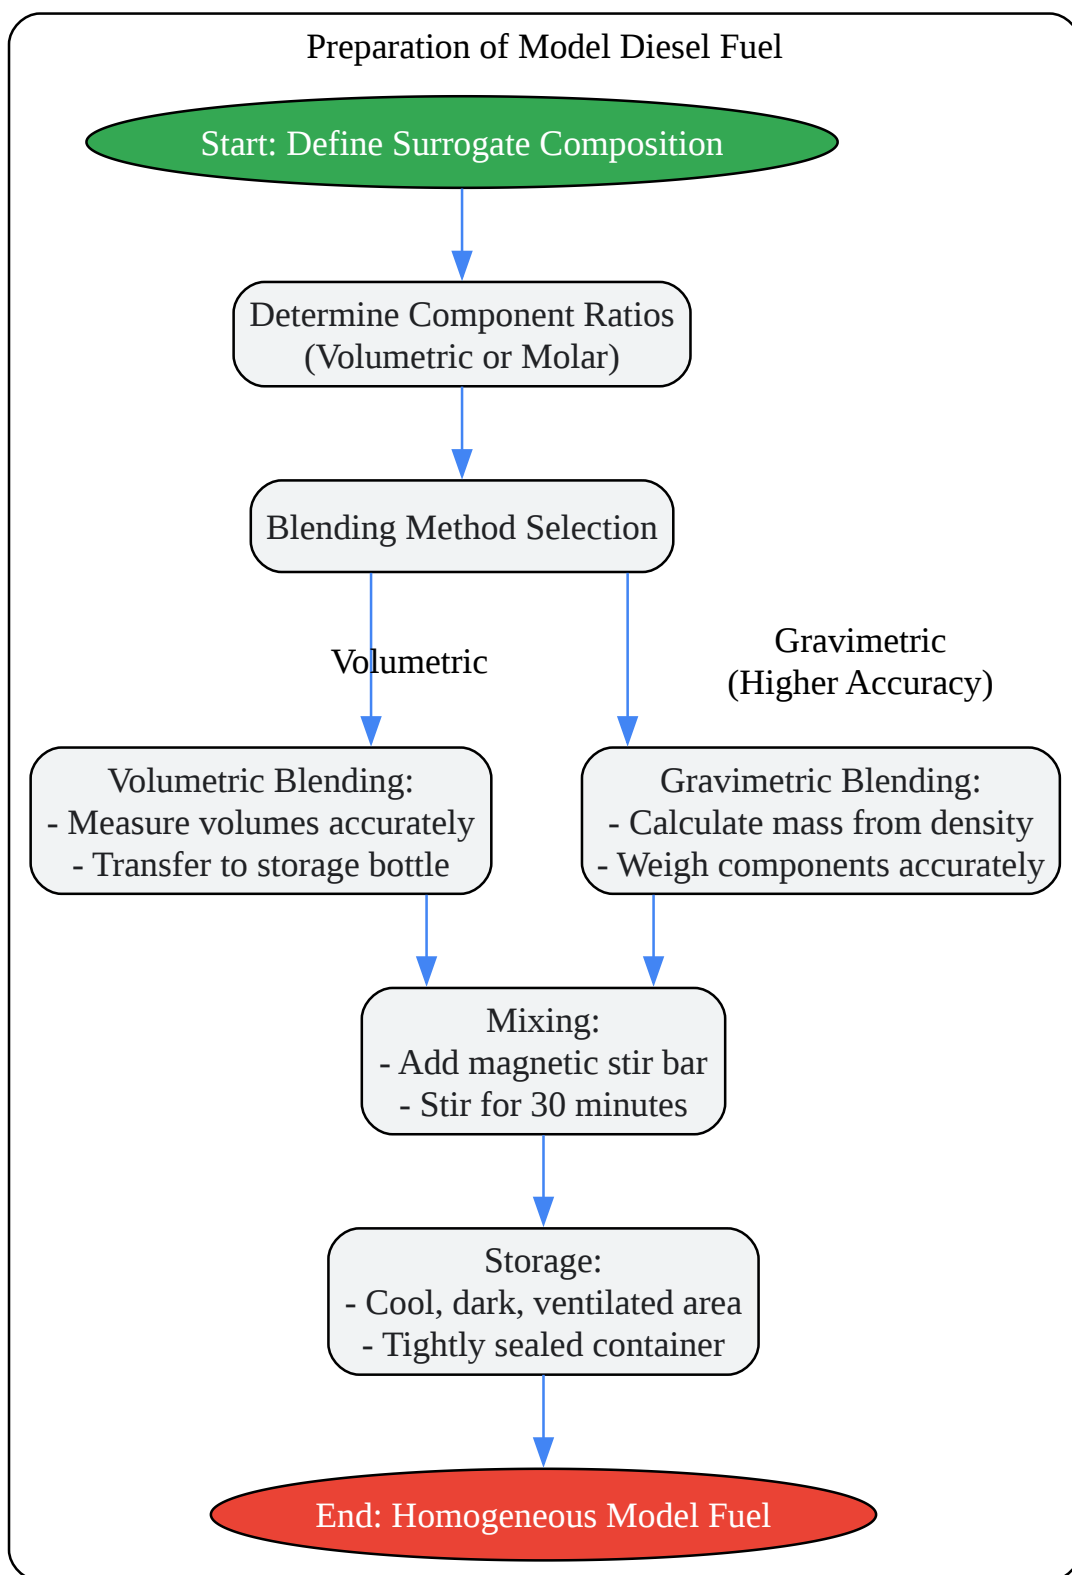 Preparation of Model Diesel Fuel
Start: Define Surrogate Composition
Determine Component Ratios
(Volumetric or Molar)
Blending Method Selection
Volumetric
Gravimetric
(Higher Accuracy)
Volumetric Blending:
- Measure volumes accurately
- Transfer to storage bottle
Gravimetric Blending:
- Calculate mass from density
- Weigh components accurately
Mixing:
- Add magnetic stir bar
- Stir for 30 minutes
Storage:
- Cool, dark, ventilated area
- Tightly sealed container
End: Homogeneous Model Fuel